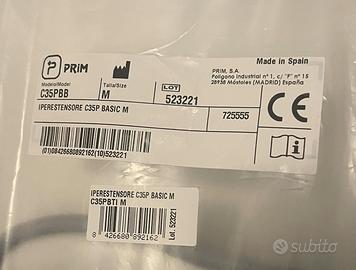 PRIM
Modelo/Model
C35PBB
Talla/Size
M
LOT
523221
Made in Spain
PRIM, S.A.
Polígono industrial nº 1, c/ "F" nº 15
28938 Móstoles (MADRID) España
IPERESTENSORE C35P BASIC M
725555
CE
(01)08426680892162(10)523221
IPERESTENSORE C35P BASIC M
C35PBTI M
8 426680 892162
Lot. 523221
subito